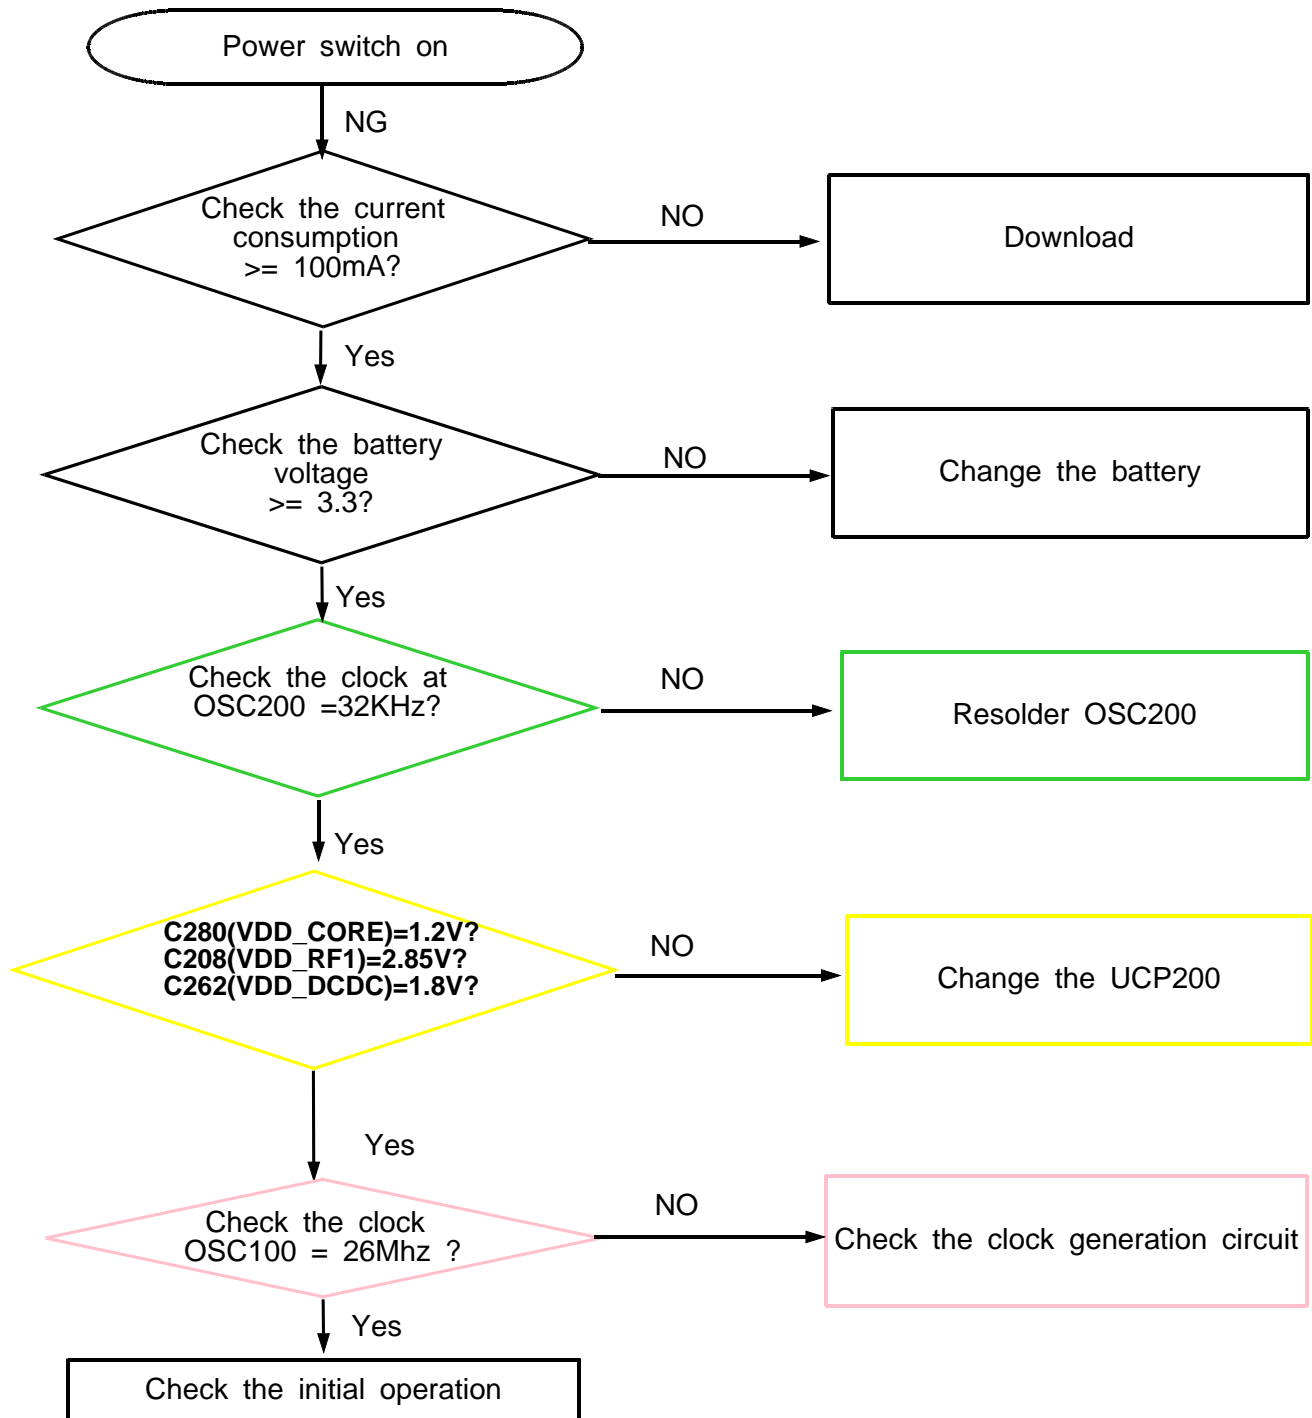 Power switch on
NG
Check the current
consumption
>= 100mA?
NO
Download
Yes
Check the battery
voltage
>= 3.3?
NO
Change the battery
Yes
Check the clock at
OSC200 =32KHz?
NO
Resolder OSC200
Yes
C280(VDD_CORE)=1.2V?
C208(VDD_RF1)=2.85V?
C262(VDD_DCDC)=1.8V?
NO
Change the UCP200
Yes
Check the clock
OSC100 = 26Mhz ?
NO
Check the clock generation circuit
Yes
Check the initial operation